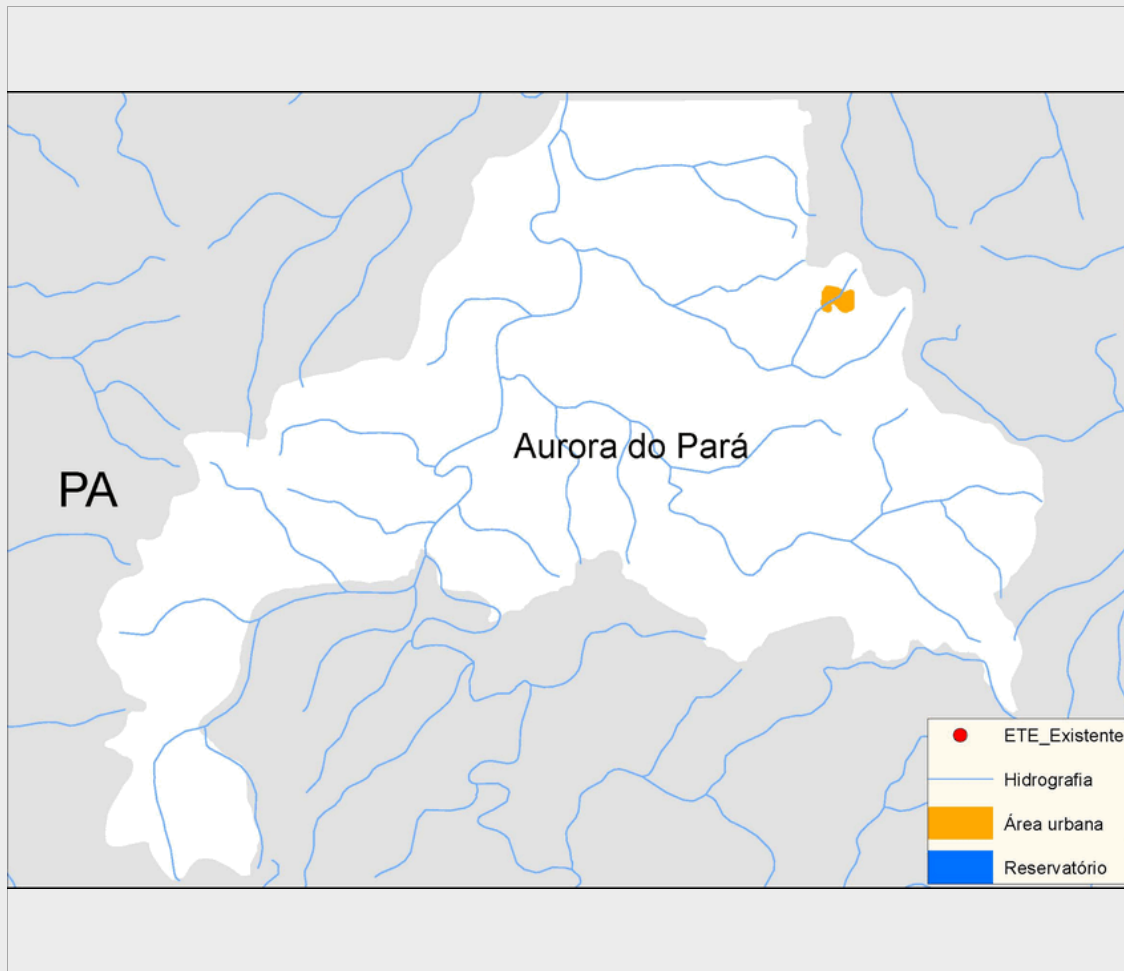 Aurora do Pará
PA
ETE_Existente
Hidrografia
Área urbana
Reservatório